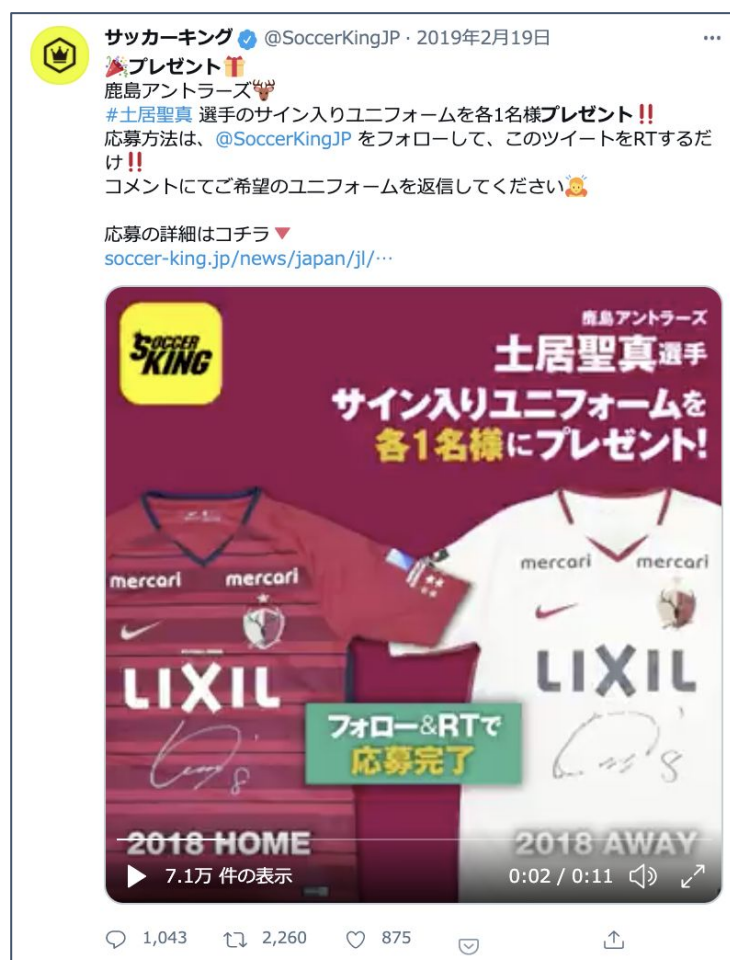 サッカーキング @SoccerKingJP · 2019年2月19日
🎉プレゼント🎁
鹿島アントラーズ🦌
#土居聖真 選手のサイン入りユニフォームを各1名様プレゼント‼
応募方法は、@SoccerKingJP をフォローして、このツイートをRTするだ
け‼
コメントにてご希望のユニフォームを返信してください🙇
応募の詳細はコチラ🔻
soccer-king.jp/news/japan/jl/…
SOCCER
KING
鹿島アントラーズ
土居聖真選手
サイン入りユニフォームを
各1名様にプレゼント!
mercari mercari
LIXIL
8
mercari mercari
LIXIL
8
フォロー&RTで
応募完了
2018 HOME
2018 AWAY
7.1万 件の表示
0:02 / 0:11
1,043 2,260 875